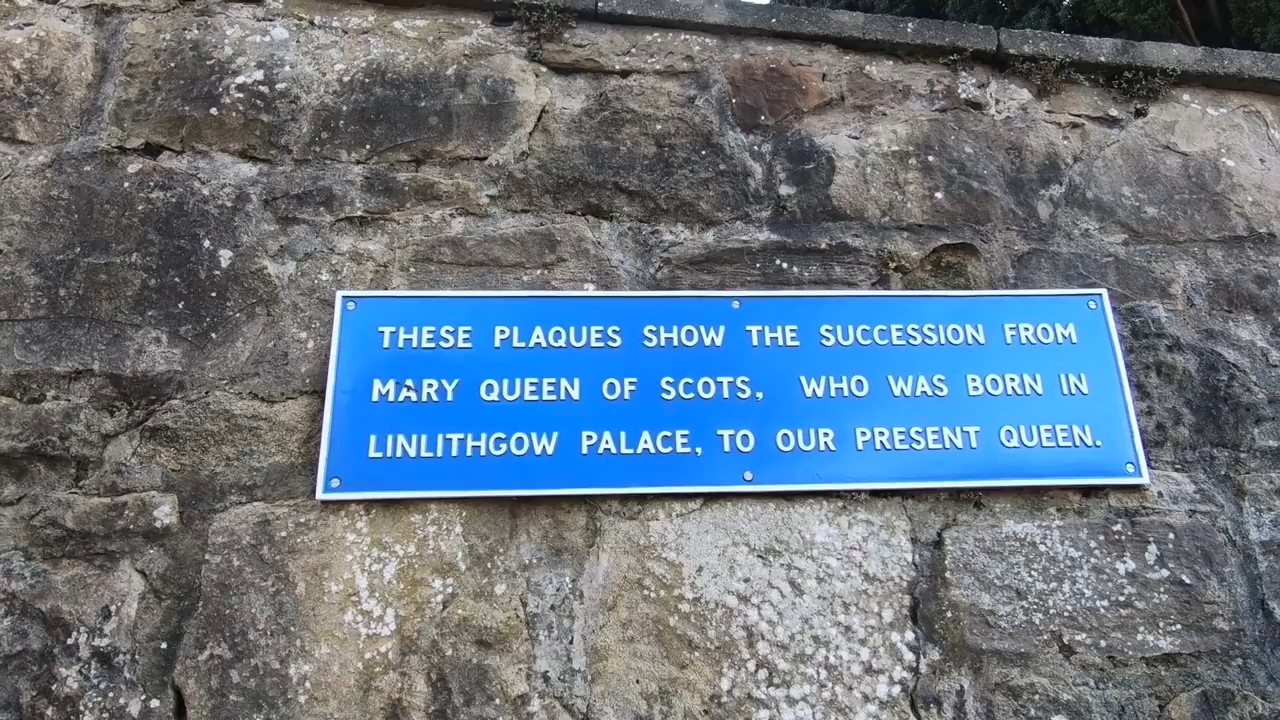 THESE PLAQUES SHOW THE SUCCESSION FROM
MARY QUEEN OF SCOTS, WHO WAS BORN IN
LINLITHGOW PALACE, TO OUR PRESENT QUEEN.